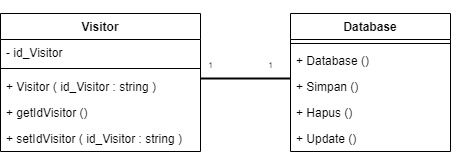 Visitor
- id_Visitor
+ Visitor ( id_Visitor : string )
+ getIdVisitor ()
+ setIdVisitor ( id_Visitor : string )
1 1
Database
+ Database ()
+ Simpan ()
+ Hapus ()
+ Update ()